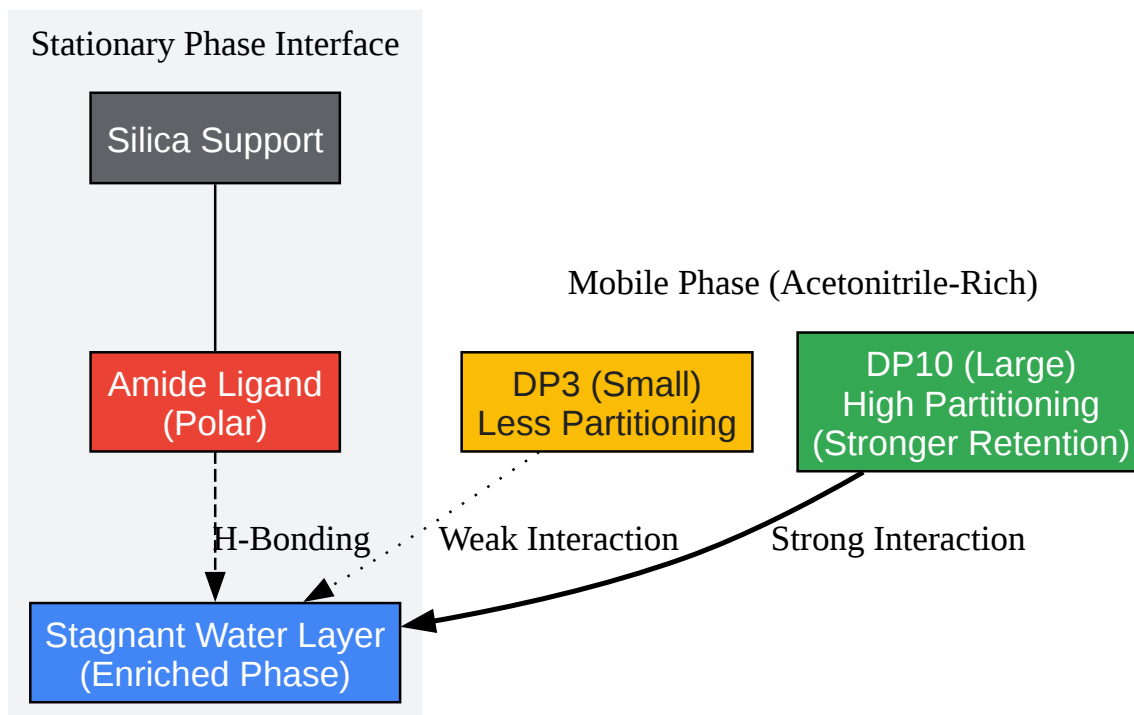 Stationary Phase Interface
Silica Support
Mobile Phase (Acetonitrile-Rich)
Amide Ligand
(Polar)
DP3 (Small)
Less Partitioning
DP10 (Large)
High Partitioning
(Stronger Retention)
H-Bonding
Weak Interaction
Strong Interaction
Stagnant Water Layer
(Enriched Phase)